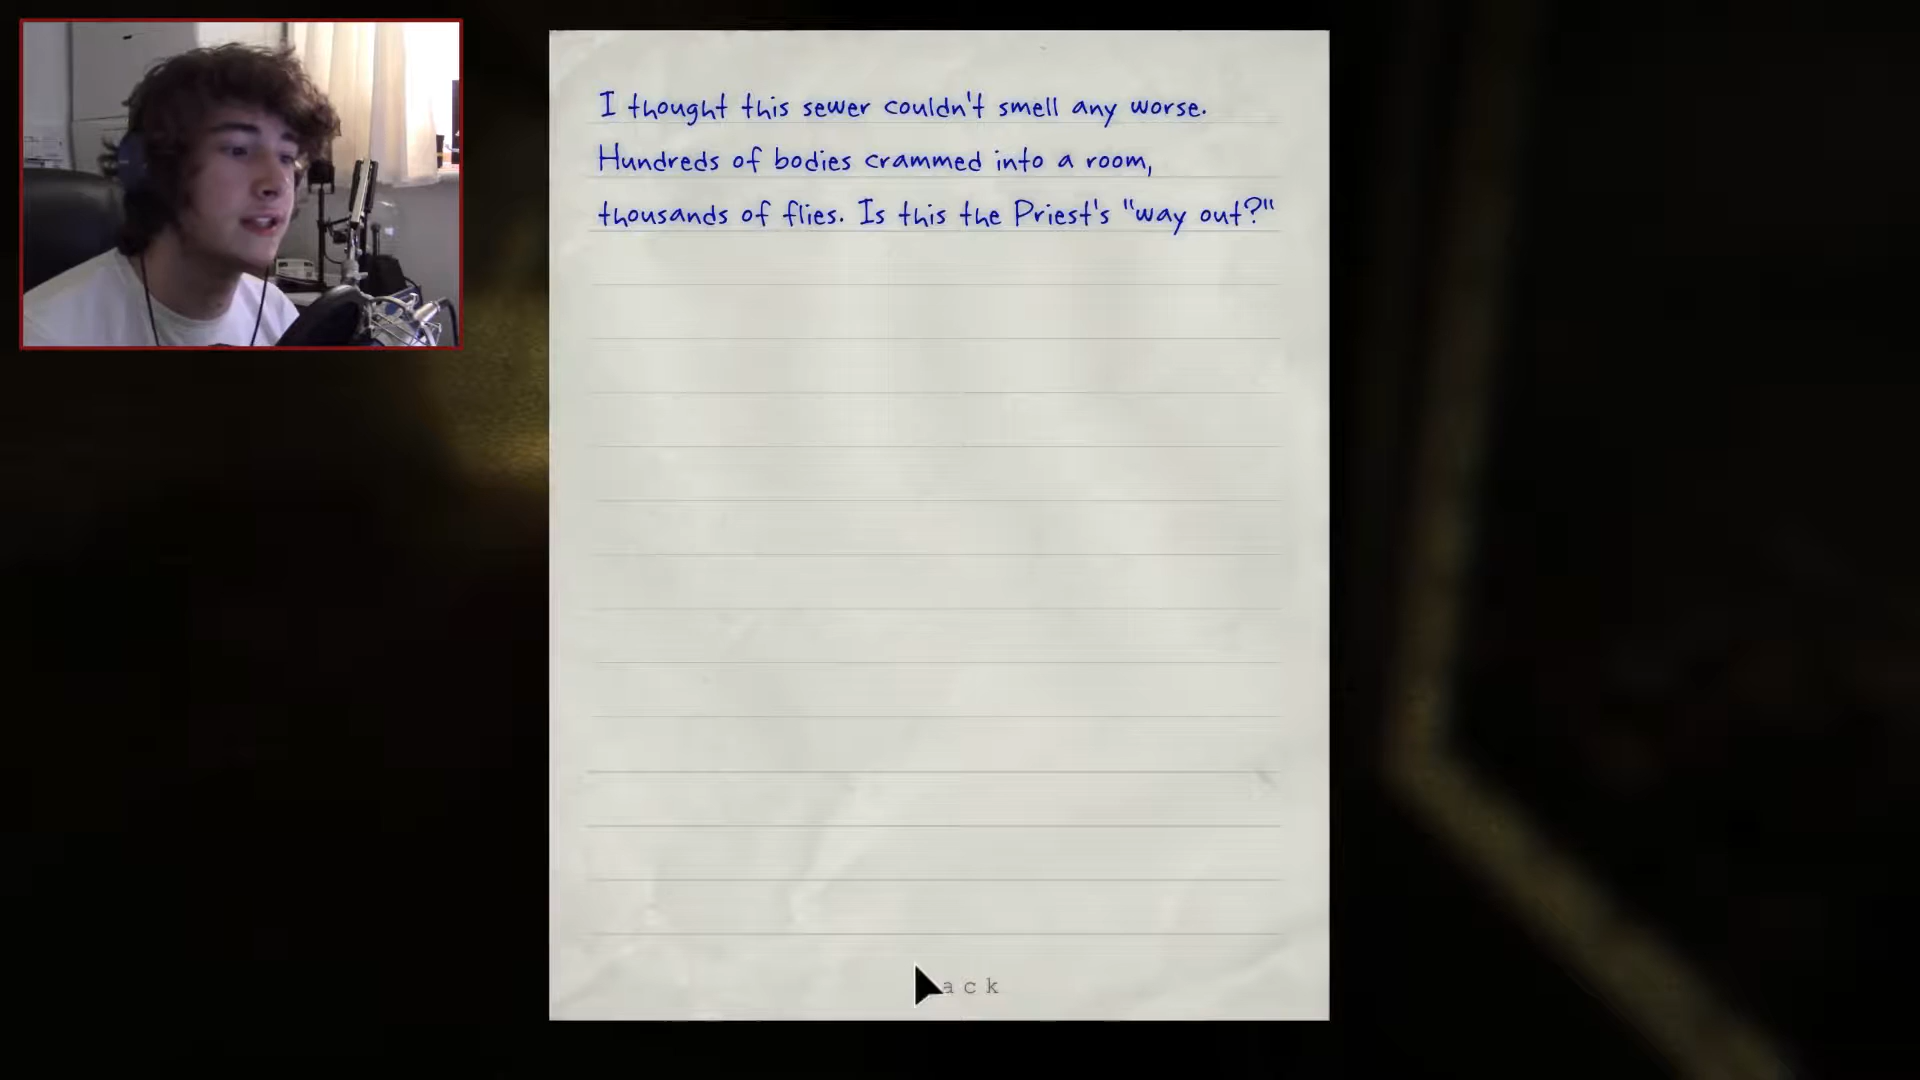 I thought this sewer couldn't smell any worse.
Hundreds of bodies crammed into a room,
thousands of flies. Is this the Priest's "way out?"
ack